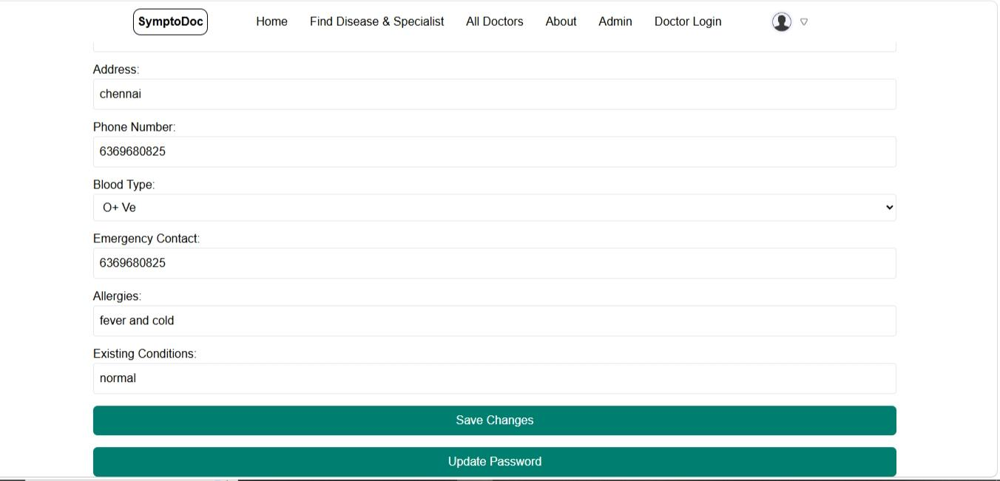 SymptoDoc Home Find Disease & Specialist All Doctors About Admin Doctor Login
Address:
chennai
Phone Number:
6369680825
Blood Type:
O+ Ve
Emergency Contact:
6369680825
Allergies:
fever and cold
Existing Conditions:
normal
Save Changes
Update Password